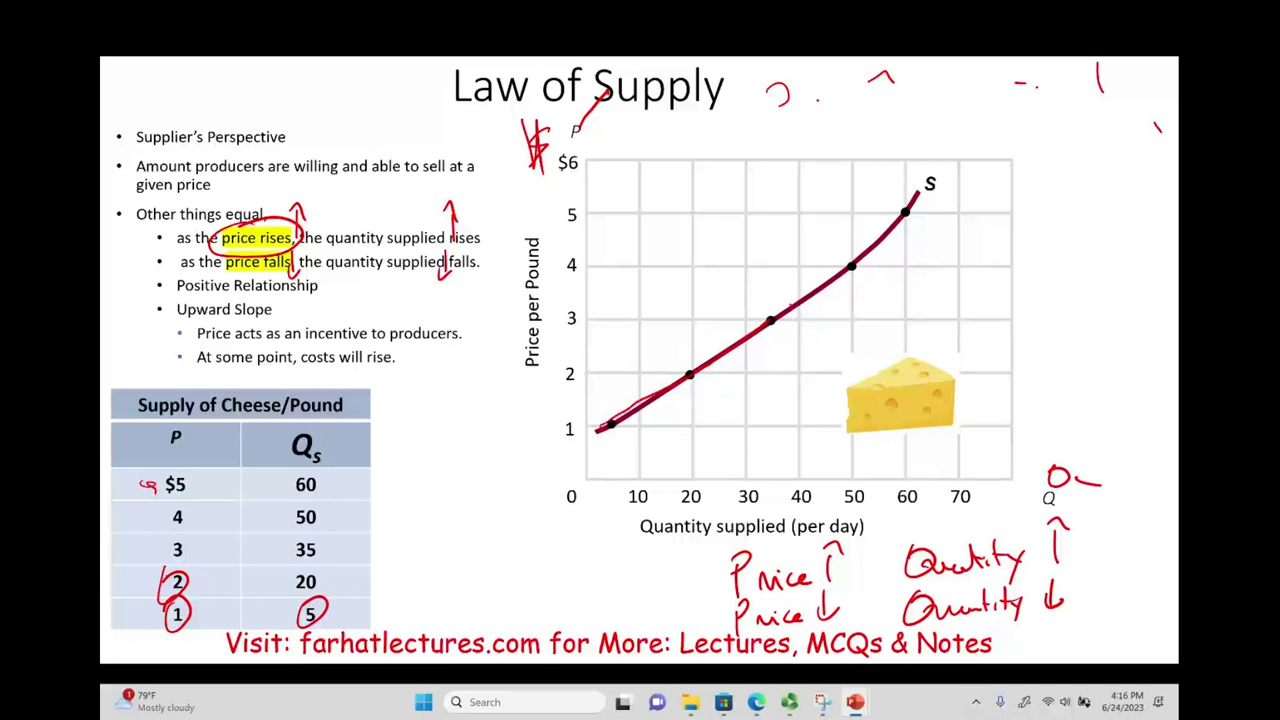 Law of Supply
• Supplier's Perspective
• Amount producers are willing and able to sell at a
given price
• Other things equal,
• as the price rises, the quantity supplied rises
• as the price falls, the quantity supplied falls.
• Positive Relationship
• Upward Slope
• Price acts as an incentive to producers.
• At some point, costs will rise.
Supply of Cheese/Pound
P Qs
$5 60
4 50
3 35
2 20
1 5
$ P
$6
5
4
3
2
1
Price per Pound
S
0 10 20 30 40 50 60 70
Q
Quantity supplied (per day)
Price ↑ Quantity ↑
Price ↓ Quantity ↓
Visit: farhatlectures.com for More: Lectures, MCQs & Notes
1
79°F
Mostly cloudy
Search
4:16 PM
6/24/2023